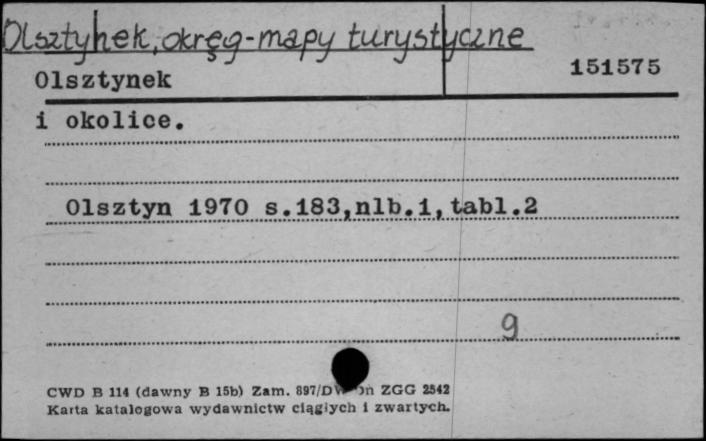 Olsztynek, okręg-mapy turystyczne
Olsztynek 151575
i okolice.
Olsztyn 1970 s.183,nlb.1,tabl.2
9
CWD B 114 (dawny B 15b) Zam. 897/DW ZGG 2542
Karta katalogowa wydawnictw ciągłych i zwartych.